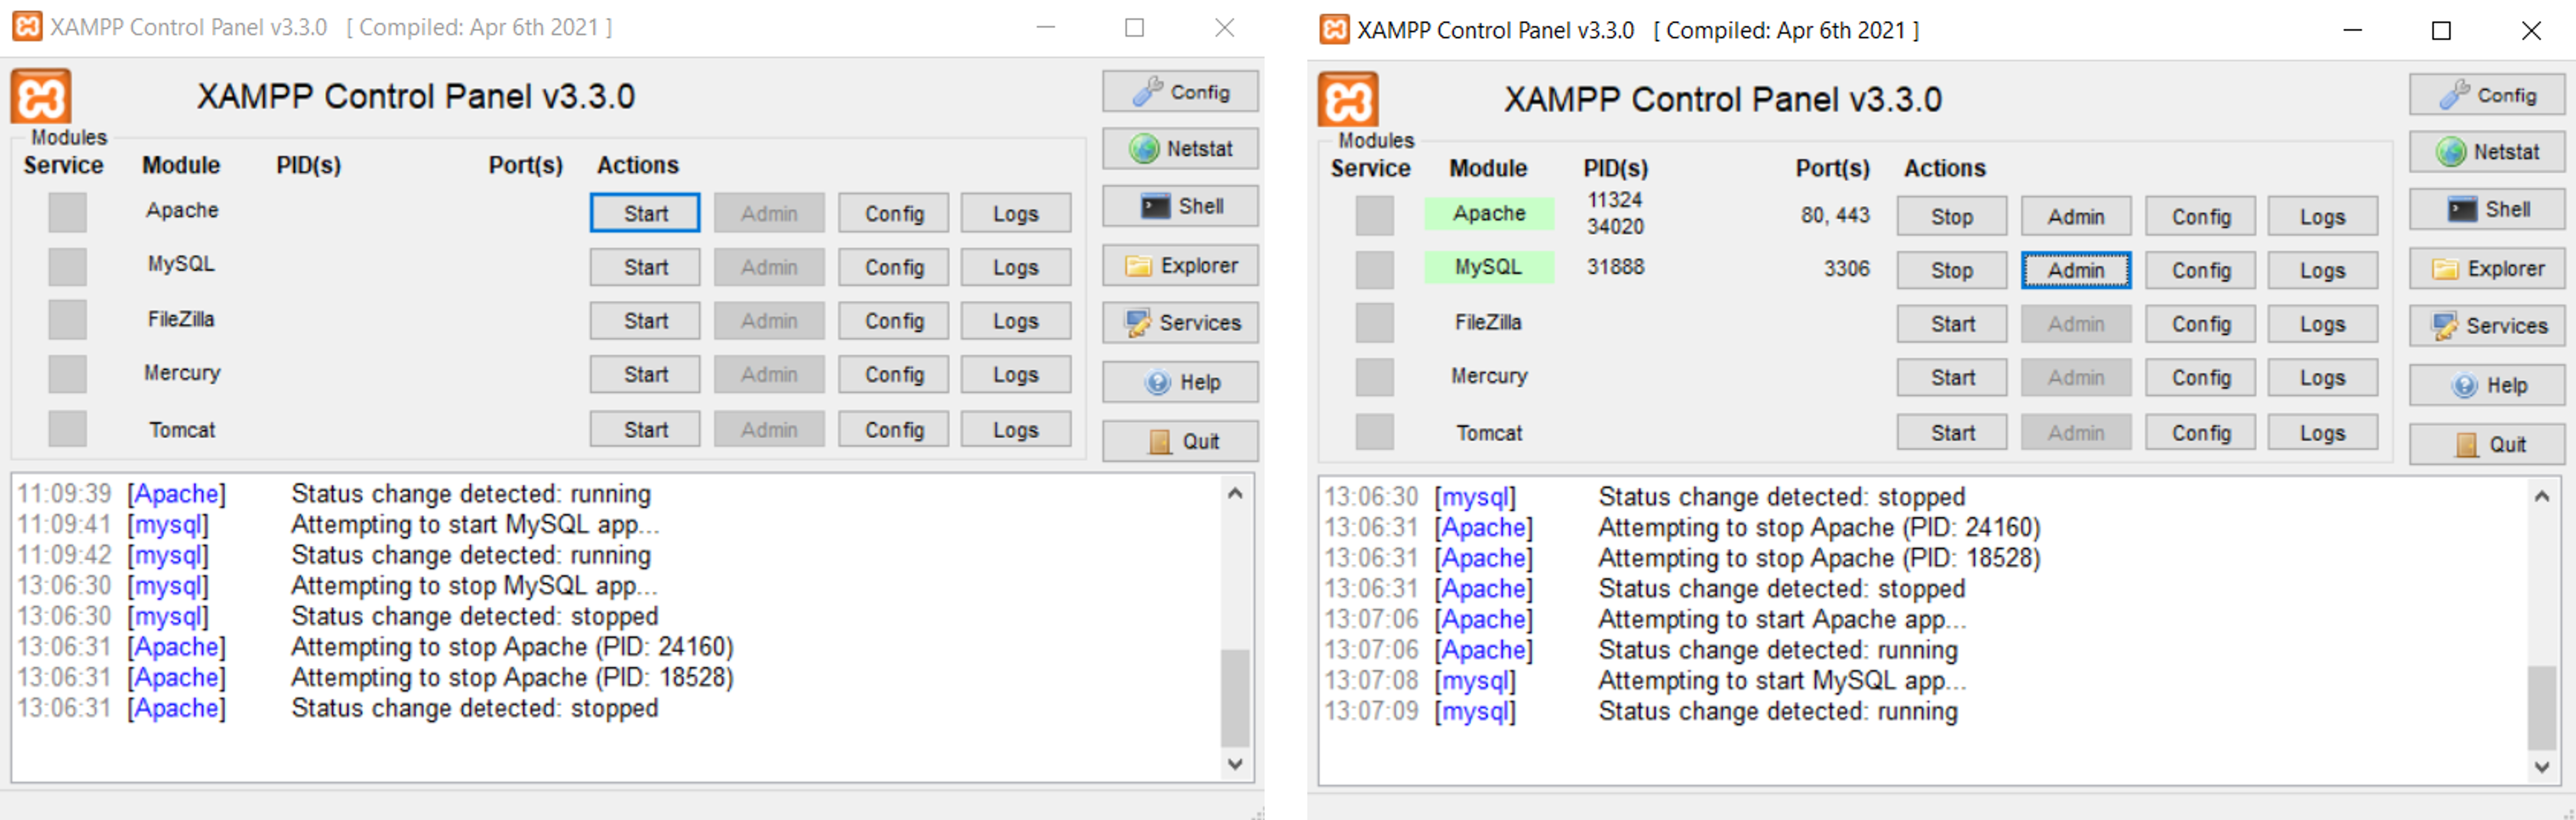 XAMPP Control Panel v3.3.0 [ Compiled: Apr 6th 2021 ]
XAMPP Control Panel v3.3.0
Config
Modules
Service Module PID(s) Port(s) Actions
Netstat
Apache Start Admin Config Logs
Shell
MySQL Start Admin Config Logs
Explorer
FileZilla Start Admin Config Logs
Services
Mercury Start Admin Config Logs
Help
Tomcat Start Admin Config Logs
Quit
11:09:39 [Apache] Status change detected: running
11:09:41 [mysql] Attempting to start MySQL app...
11:09:42 [mysql] Status change detected: running
13:06:30 [mysql] Attempting to stop MySQL app...
13:06:30 [mysql] Status change detected: stopped
13:06:31 [Apache] Attempting to stop Apache (PID: 24160)
13:06:31 [Apache] Attempting to stop Apache (PID: 18528)
13:06:31 [Apache] Status change detected: stopped
XAMPP Control Panel v3.3.0 [ Compiled: Apr 6th 2021 ]
XAMPP Control Panel v3.3.0
Config
Modules
Service Module PID(s) Port(s) Actions
Netstat
Apache 11324 80, 443 Stop Admin Config Logs
34020
Shell
MySQL 31888 3306 Stop Admin Config Logs
Explorer
FileZilla Start Admin Config Logs
Services
Mercury Start Admin Config Logs
Help
Tomcat Start Admin Config Logs
Quit
13:06:30 [mysql] Status change detected: stopped
13:06:31 [Apache] Attempting to stop Apache (PID: 24160)
13:06:31 [Apache] Attempting to stop Apache (PID: 18528)
13:06:31 [Apache] Status change detected: stopped
13:07:06 [Apache] Attempting to start Apache app...
13:07:06 [Apache] Status change detected: running
13:07:08 [mysql] Attempting to start MySQL app...
13:07:09 [mysql] Status change detected: running